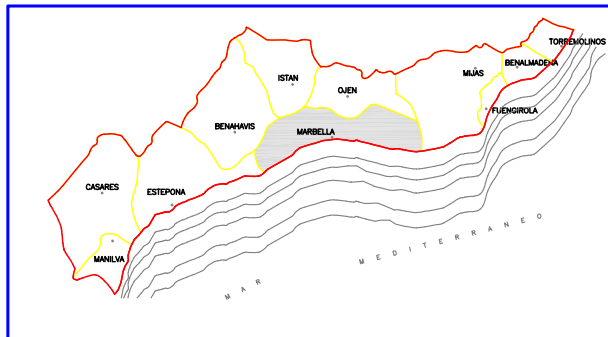 TORREMOLINOS
BENALMADENA
MIJAS
ISTAN
OJEN
FUENGIROLA
BENAHAVIS
MARBELLA
CASARES
ESTEPONA
MANILVA
MAR MEDITERRANEO